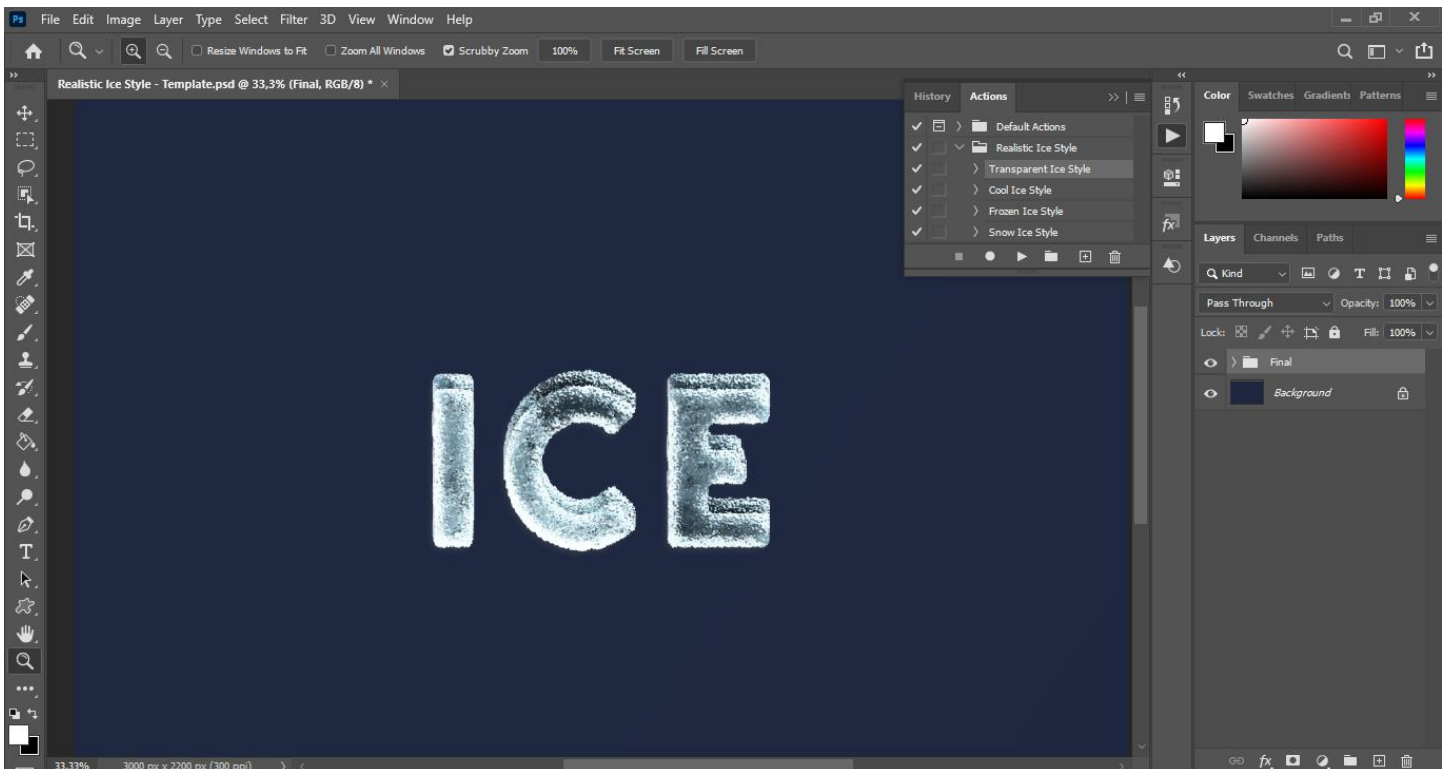 Ps File Edit Image Layer Type Select Filter 3D View Window Help
Resize Windows to Fit Zoom All Windows Scrubby Zoom 100% Fit Screen Fill Screen
Realistic Ice Style - Template.psd @ 33,3% (Final, RGB/8) * ×
History Actions
Default Actions
Realistic Ice Style
Transparent Ice Style
Cool Ice Style
Frozen Ice Style
Snow Ice Style
Color Swatches Gradients Patterns
Layers Channels Paths
Kind
Pass Through Opacity: 100%
Lock: Fill: 100%
Final
Background
ICE
33,33% 3000 px x 2200 px (300 ppi)